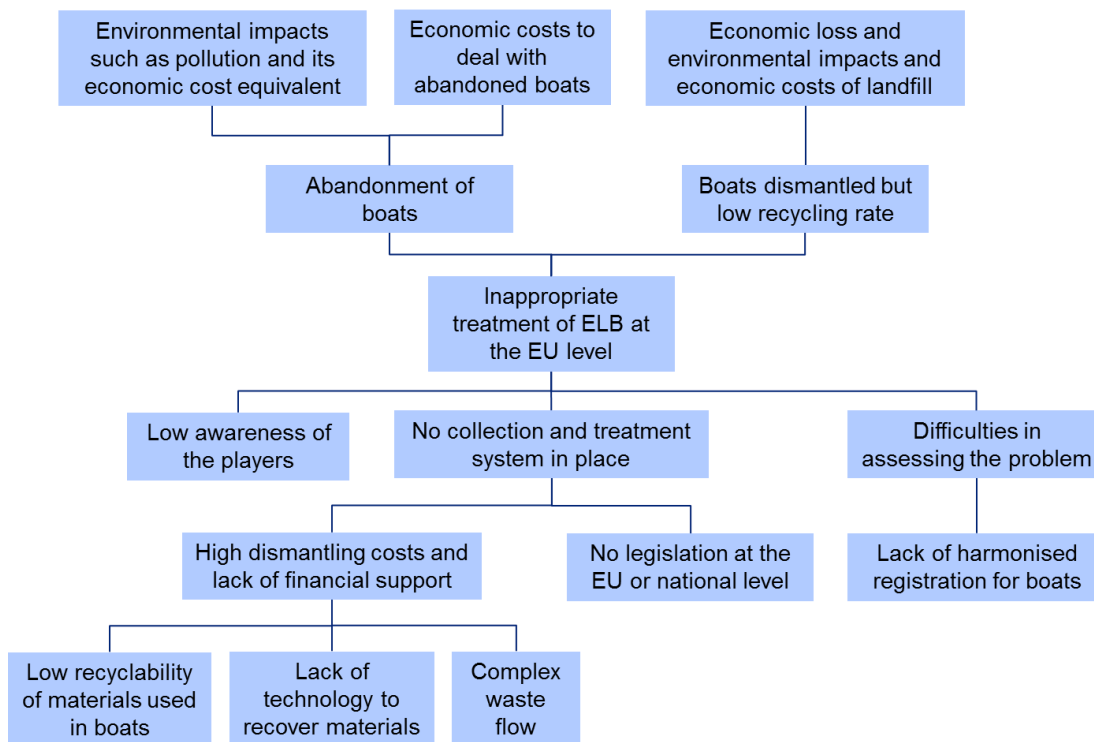 Environmental impacts
such as pollution and its
economic cost equivalent
Economic costs to
deal with
abandoned boats
Economic loss and
environmental impacts and
economic costs of landfill
Abandonment of
boats
Boats dismantled but
low recycling rate
Inappropriate
treatment of ELB at
the EU level
Low awareness of
the players
No collection and treatment
system in place
Difficulties in
assessing the problem
High dismantling costs and
lack of financial support
No legislation at the
EU or national level
Lack of harmonised
registration for boats
Low recyclability
of materials used
in boats
Lack of
technology to
recover materials
Complex
waste
flow